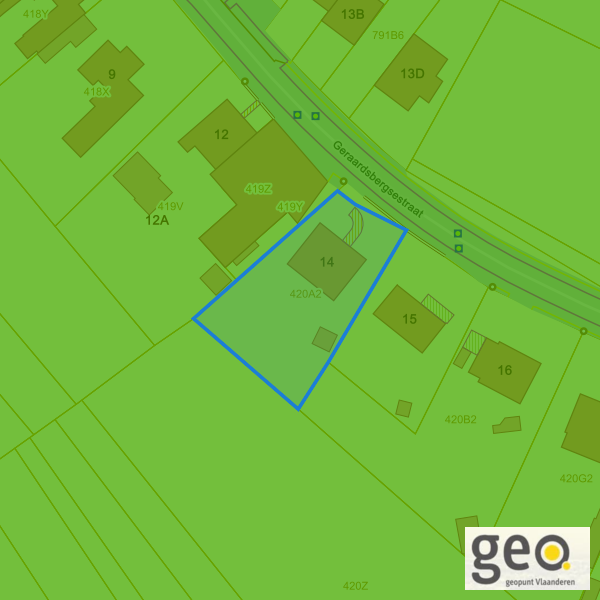 418Y
13B
791B6
9
13D
418X
12
Geraardsbergsestraat
419Z
419V
419Y
12A
14
420A2
15
16
420B2
420G2
geo
geopunt Vlaanderen
420Z